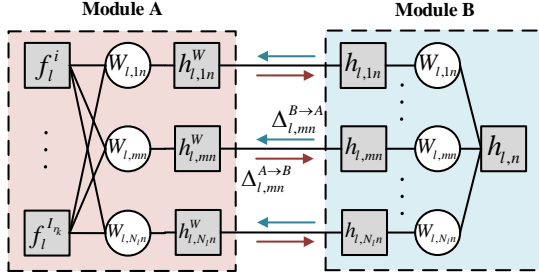 Module A Module B
f_l^i W_{l,1n} h_{l,1n}^W h_{l,1n} W_{l,1n}
Δ_{l,mn}^{B→A}
W_{l,mn} h_{l,mn}^W h_{l,mn} W_{l,mn} h_{l,n}
Δ_{l,mn}^{A→B}
f_l^{I_{r_k}} W_{l,N_l n} h_{l,N_l n}^W h_{l,N_l n} W_{l,N_l n}